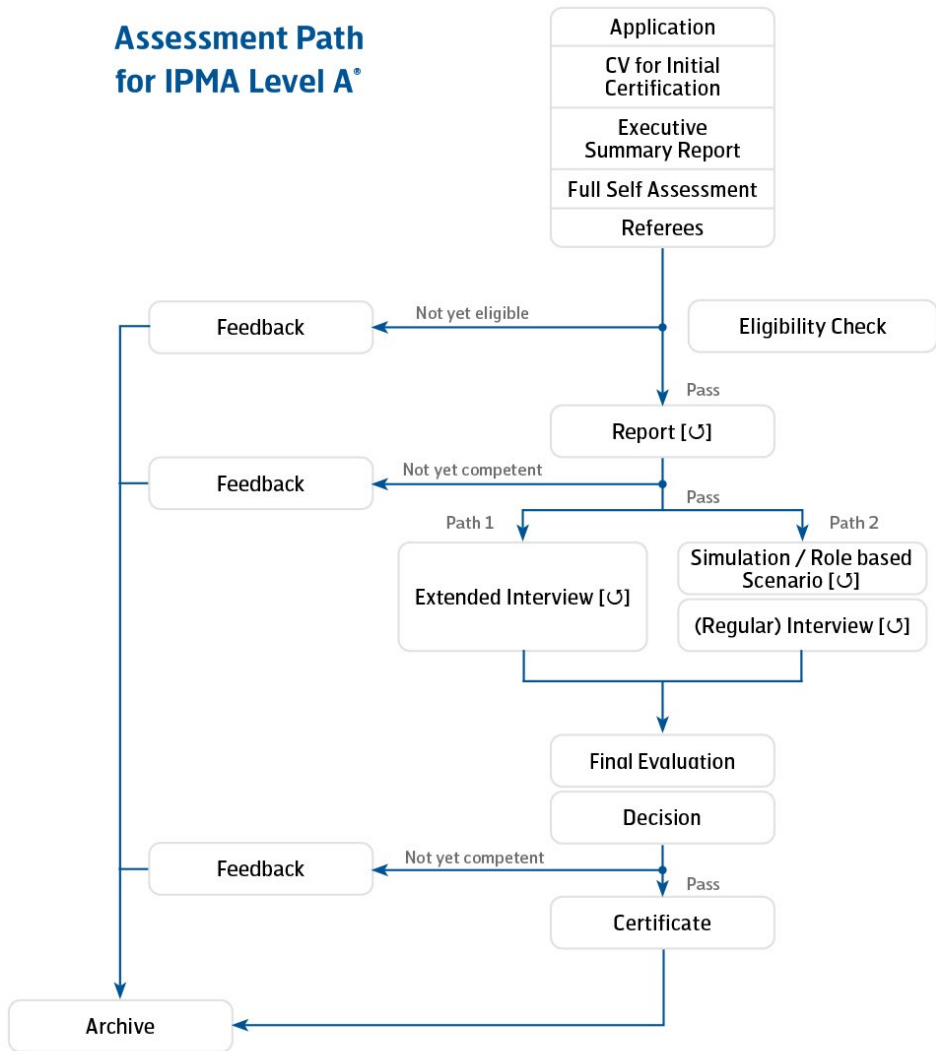 Assessment Path
for IPMA Level A®
Application
CV for Initial
Certification
Executive
Summary Report
Full Self Assessment
Referees
Feedback
Not yet eligible
Eligibility Check
Pass
Report [↺]
Feedback
Not yet competent
Pass
Path 1
Path 2
Extended Interview [↺]
Simulation / Role based
Scenario [↺]
(Regular) Interview [↺]
Final Evaluation
Decision
Feedback
Not yet competent
Pass
Certificate
Archive